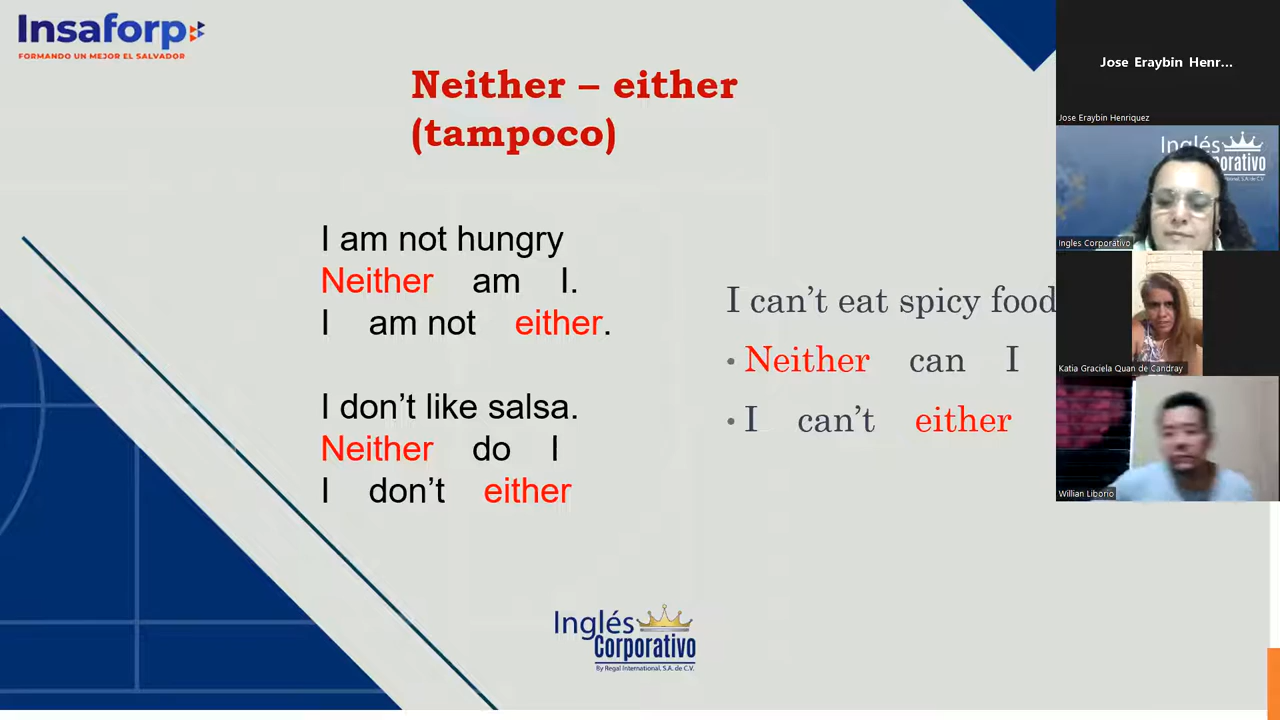 Insaforp
FORMANDO UN MEJOR EL SALVADOR
Neither – either
(tampoco)
I am not hungry
Neither am I.
I am not either.
I don’t like salsa.
Neither do I
I don’t either
I can’t eat spicy food
• Neither can I
• I can’t either
Inglés
Corporativo
By Regal International, S.A. de C.V.
Jose Eraybin Henr...
Jose Eraybin Henriquez
Inglés
Ingles Corporativo
Katia Graciela Quan de Candray
Willian Liborio